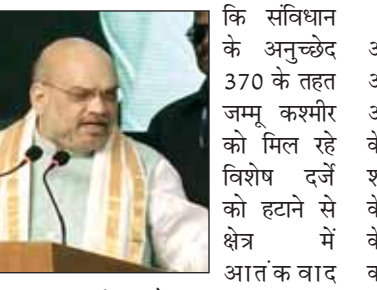 कि संविधान
के अनुच्छेद
370 के तहत
जम्मू कश्मीर
को मिल रहे
विशेष दर्जे
को हटाने से
क्षेत्र में
आतंकवाद